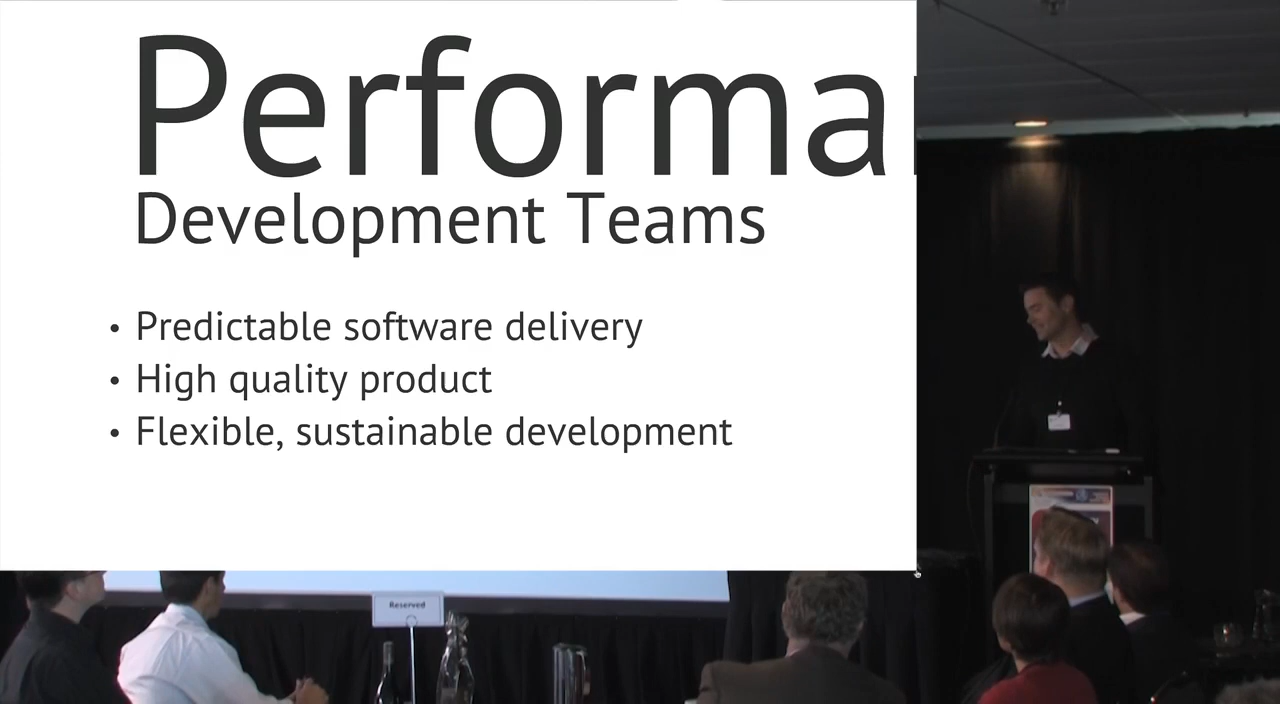 Performa
Development Teams
• Predictable software delivery
• High quality product
• Flexible, sustainable development
Reserved